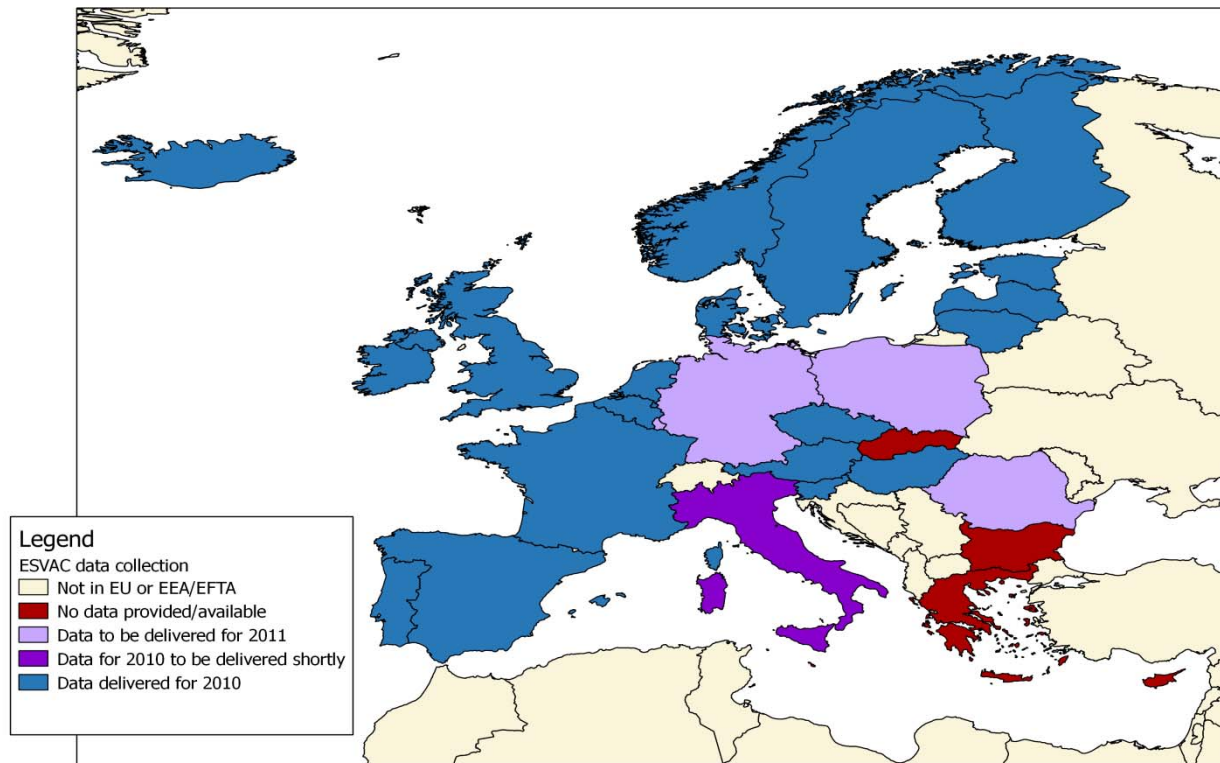 Legend
ESVAC data collection
Not in EU or EEA/EFTA
No data provided/available
Data to be delivered for 2011
Data for 2010 to be delivered shortly
Data delivered for 2010